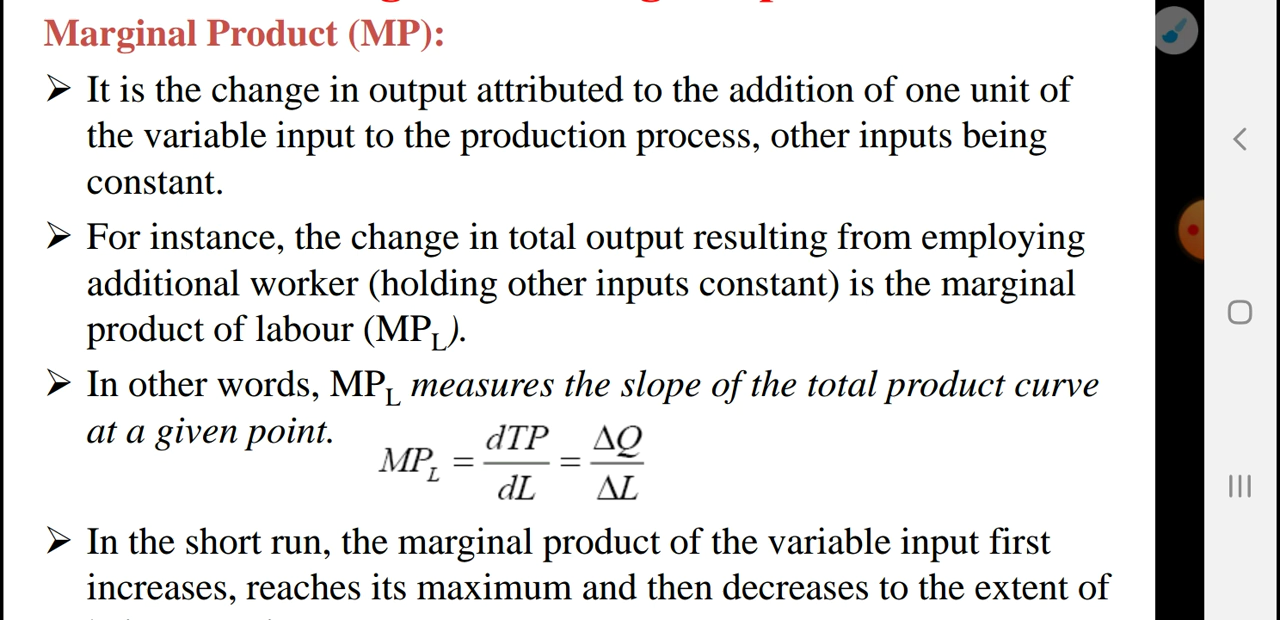 Marginal Product (MP):
➢ It is the change in output attributed to the addition of one unit of
the variable input to the production process, other inputs being
constant.
➢ For instance, the change in total output resulting from employing
additional worker (holding other inputs constant) is the marginal
product of labour (MP_L).
➢ In other words, MP_L measures the slope of the total product curve
at a given point.
MP_L = dTP/dL = ΔQ/ΔL
➢ In the short run, the marginal product of the variable input first
increases, reaches its maximum and then decreases to the extent of